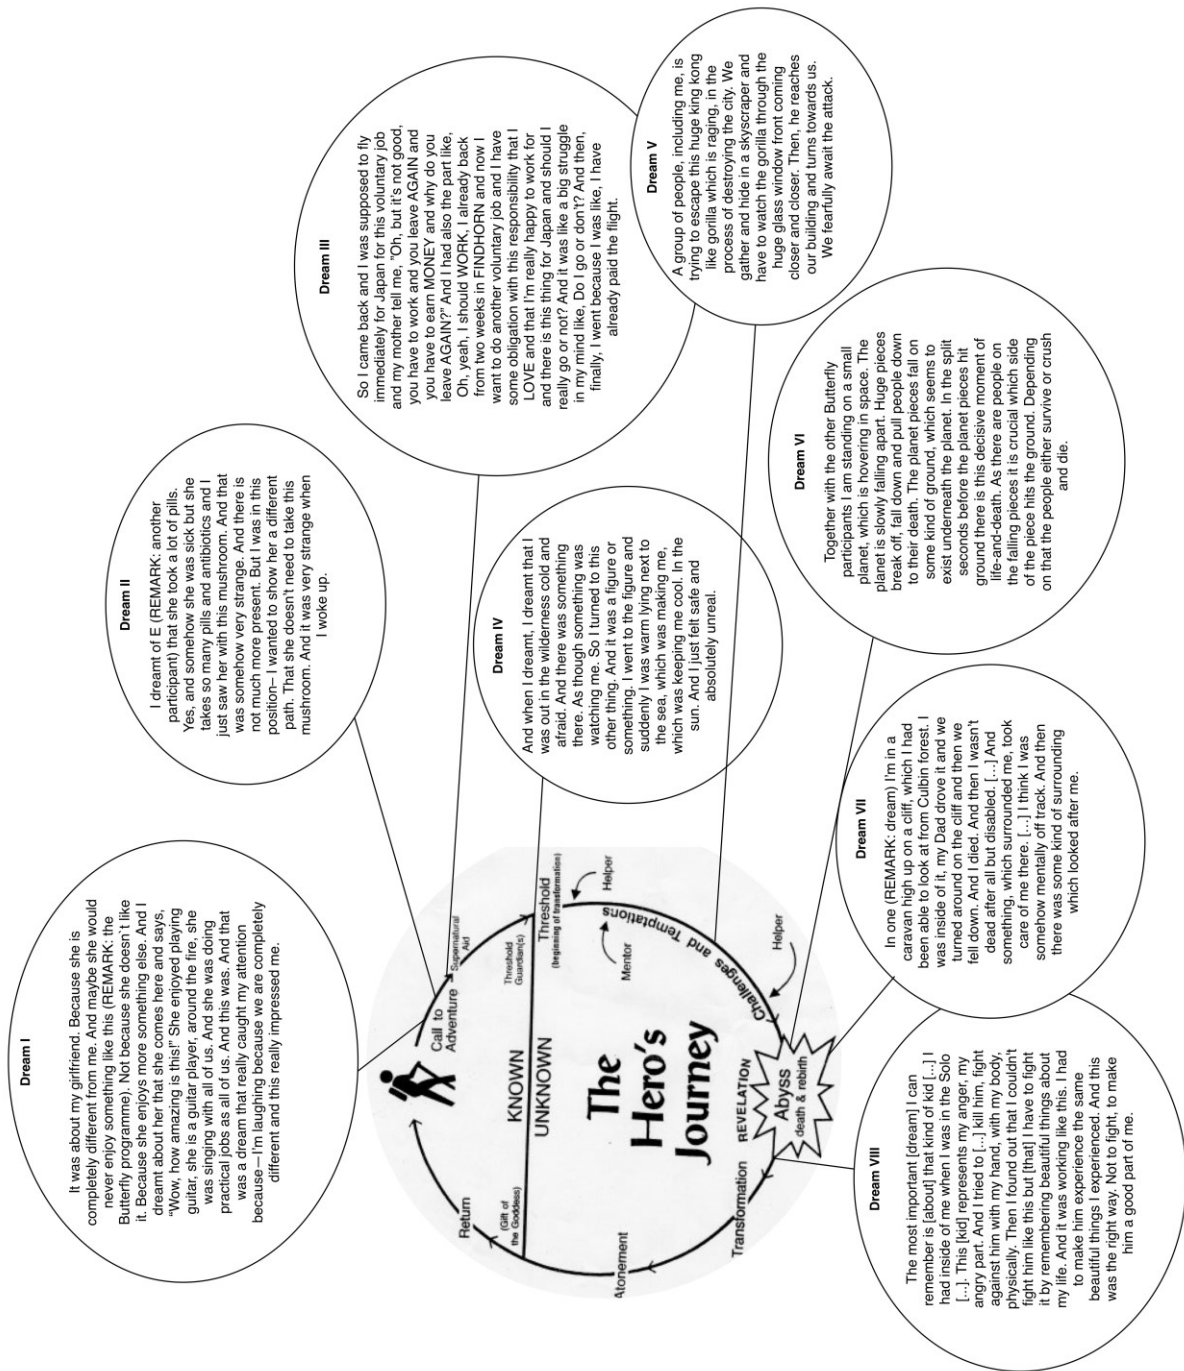 Dream I
It was about my girlfriend. Because she is
completely different from me. And maybe she would
never enjoy something like this (REMARK: the
Butterfly programme). Not because she doesn't like
it. Because she enjoys more something else. And I
dreamt about her that she comes here and says,
"Wow, how amazing is this!" She enjoyed playing
guitar, she is a guitar player, around the fire, she
was singing with all of us. And she was doing
practical jobs as all of us. And this was. And that
was a dream that really caught my attention
because—I'm laughing because we are completely
different and this really impressed me.
Dream II
I dreamt of E (REMARK: another
participant) that she took a lot of pills.
Yes, and somehow she was sick but she
takes so many pills and antibiotics and I
just saw her with this mushroom. And that
was somehow very strange. And there is
not much more present. But I was in this
position– I wanted to show her a different
path. That she doesn't need to take this
mushroom. And it was very strange when
I woke up.
Dream III
So I came back and I was supposed to fly
immediately for Japan for this voluntary job
and my mother tell me, "Oh, but it's not good,
you have to work and you leave AGAIN and
you have to earn MONEY and why do you
leave AGAIN?" And I had also the part like,
Oh, yeah, I should WORK, I already back
from two weeks in FINDHORN and now I
want to do another voluntary job and I have
some obligation with this responsibility that I
LOVE and that I'm really happy to work for
and there is this thing for Japan and should I
really go or not? And it was like a big struggle
in my mind like, Do I go or don't? And then,
finally, I went because I was like, I have
already paid the flight.
Dream IV
And when I dreamt, I dreamt that I
was out in the wilderness cold and
afraid. And there was something
there. As though something was
watching me. So I turned to this
other thing. And it was a figure or
something. I went to the figure and
suddenly I was warm lying next to
the sea, which was making me,
which was keeping me cool. In the
sun. And I just felt safe and
absolutely unreal.
Dream V
A group of people, including me, is
trying to escape this huge king kong
like gorilla which is raging, in the
process of destroying the city. We
gather and hide in a skyscraper and
have to watch the gorilla through the
huge glass window front coming
closer and closer. Then, he reaches
our building and turns towards us.
We fearfully await the attack.
Dream VI
Together with the other Butterfly
participants I am standing on a small
planet, which is hovering in space. The
planet is slowly falling apart. Huge pieces
break off, fall down and pull people down
to their death. The planet pieces fall on
some kind of ground, which seems to
exist underneath the planet. In the split
seconds before the planet pieces hit
ground there is this decisive moment of
life-and-death. As there are people on
the falling pieces it is crucial which side
of the piece hits the ground. Depending
on that the people either survive or crush
and die.
Dream VII
In one (REMARK: dream) I'm in a
caravan high up on a cliff, which I had
been able to look at from Culbin forest. I
was inside of it, my Dad drove it and we
turned around on the cliff and then we
fell down. And I died. And then I wasn't
dead after all but disabled. [...] And
something, which surrounded me, took
care of me there. [...] I think I was
somehow mentally off track. And then
there was some kind of surrounding
which looked after me.
Dream VIII
The most important [dream] I can
remember is [about] that kind of kid [...] I
had inside of me when I was in the Solo
[...]. This [kid] represents my anger, my
angry part. And I tried to [...] kill him, fight
against him with my hand, with my body,
physically. Then I found out that I couldn't
fight him like this but [that] I have to fight
it by remembering beautiful things about
my life. And it was working like this. I had
to make him experience the same
beautiful things I experienced. And this
was the right way. Not to fight, to make
him a good part of me.
Call to
Adventure
Supernatural
Aid
Threshold
Guardian(s)
Threshold
(beginning of transformation)
KNOWN
UNKNOWN
The
Hero's
Journey
Helper
Mentor
Challenges and Temptations
Helper
REVELATION
Abyss
death & rebirth
Transformation
Atonement
(Gift of
the Goddess)
Return